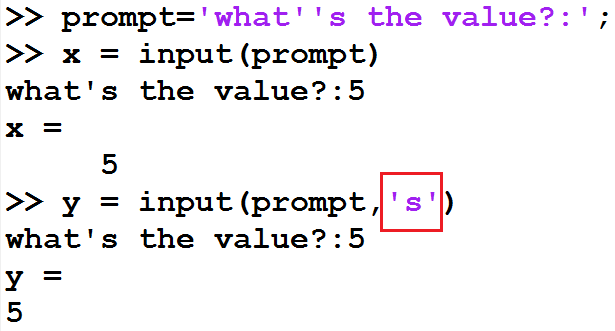 >> prompt='what''s the value?:';
>> x = input(prompt)
what's the value?:5
x =
     5
>> y = input(prompt,'s')
what's the value?:5
y =
5